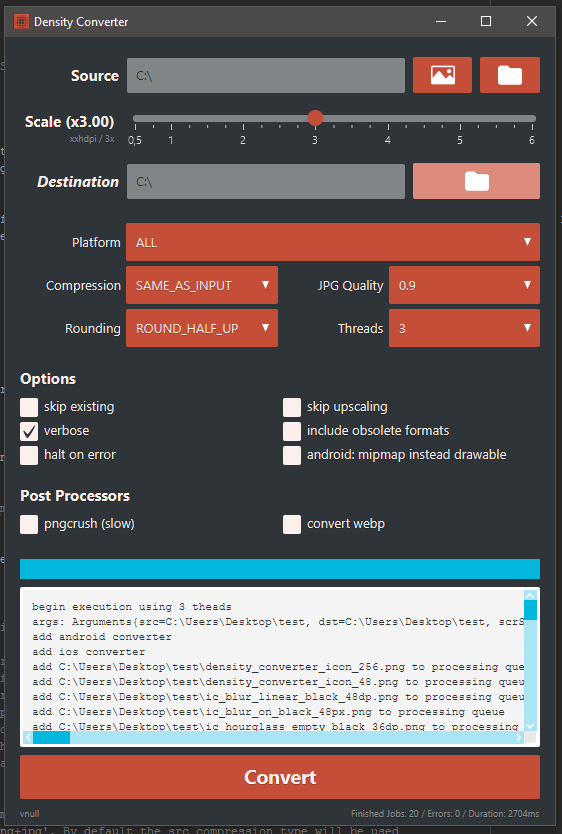 Density Converter
Source
C:\
Scale (x3.00)
xxhdpi / 3x
0,5 1 2 3 4 5 6
Destination
C:\
Platform
ALL
Compression
SAME_AS_INPUT
JPG Quality
0.9
Rounding
ROUND_HALF_UP
Threads
3
Options
skip existing
skip upscaling
verbose
include obsolete formats
halt on error
android: mipmap instead drawable
Post Processors
pngcrush (slow)
convert webp
begin execution using 3 theads
args: Arguments{src=C:\Users\Desktop\test, dst=C:\Users\Desktop\test, scrS
add android converter
add ios converter
add C:\Users\Desktop\test\density_converter_icon_256.png to processing queu
add C:\Users\Desktop\test\density_converter_icon_48.png to processing queue
add C:\Users\Desktop\test\ic_blur_linear_black_48dp.png to processing queu
add C:\Users\Desktop\test\ic_blur_on_black_48px.png to processing queue
add C:\Users\Desktop\test\ic_hourglass_empty_black_36dp.png to processing
Convert
vnull
Finished Jobs: 20 / Errors: 0 / Duration: 2704ms
ng+jpg'. By default the src compression type will be used